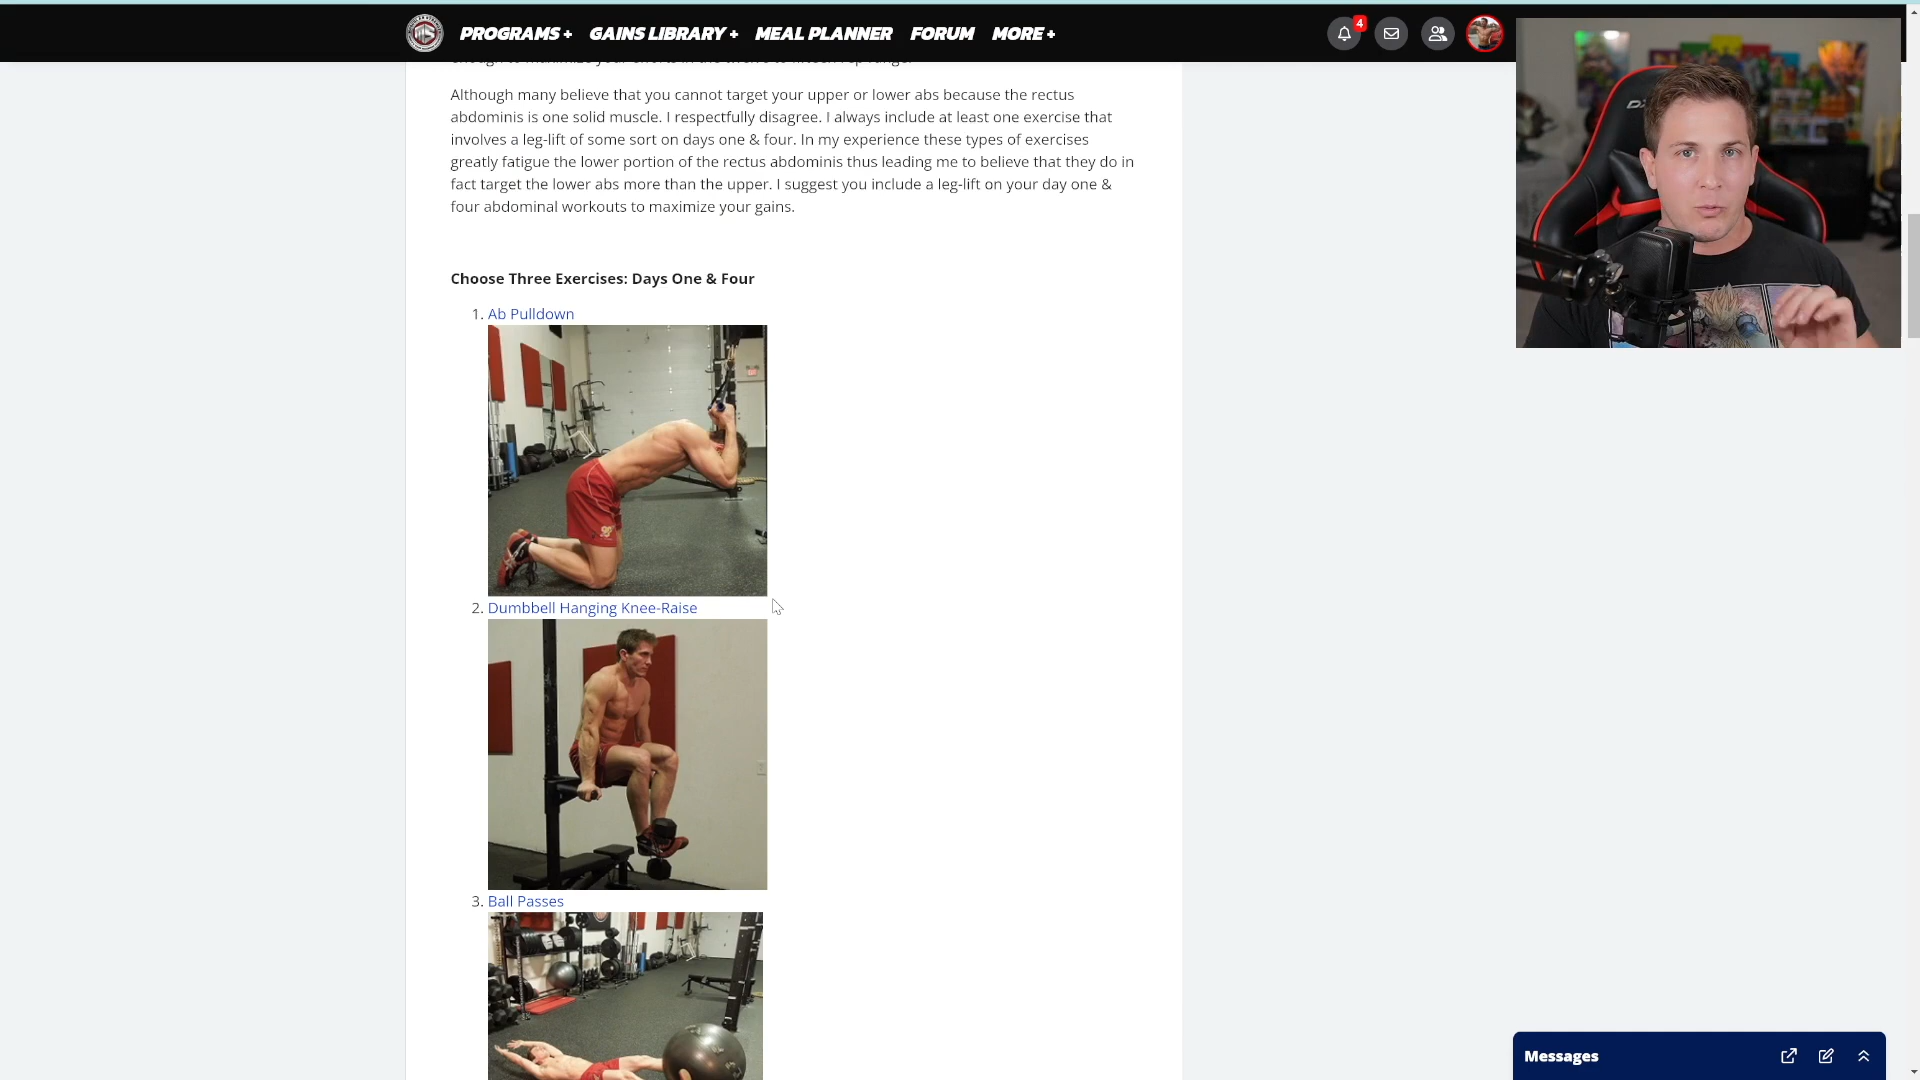 PROGRAMS +
GAINS LIBRARY +
MEAL PLANNER
FORUM
MORE +
4
Although many believe that you cannot target your upper or lower abs because the rectus
abdominis is one solid muscle. I respectfully disagree. I always include at least one exercise that
involves a leg-lift of some sort on days one & four. In my experience these types of exercises
greatly fatigue the lower portion of the rectus abdominis thus leading me to believe that they do in
fact target the lower abs more than the upper. I suggest you include a leg-lift on your day one &
four abdominal workouts to maximize your gains.
Choose Three Exercises: Days One & Four
1. Ab Pulldown
2. Dumbbell Hanging Knee-Raise
3. Ball Passes
Messages